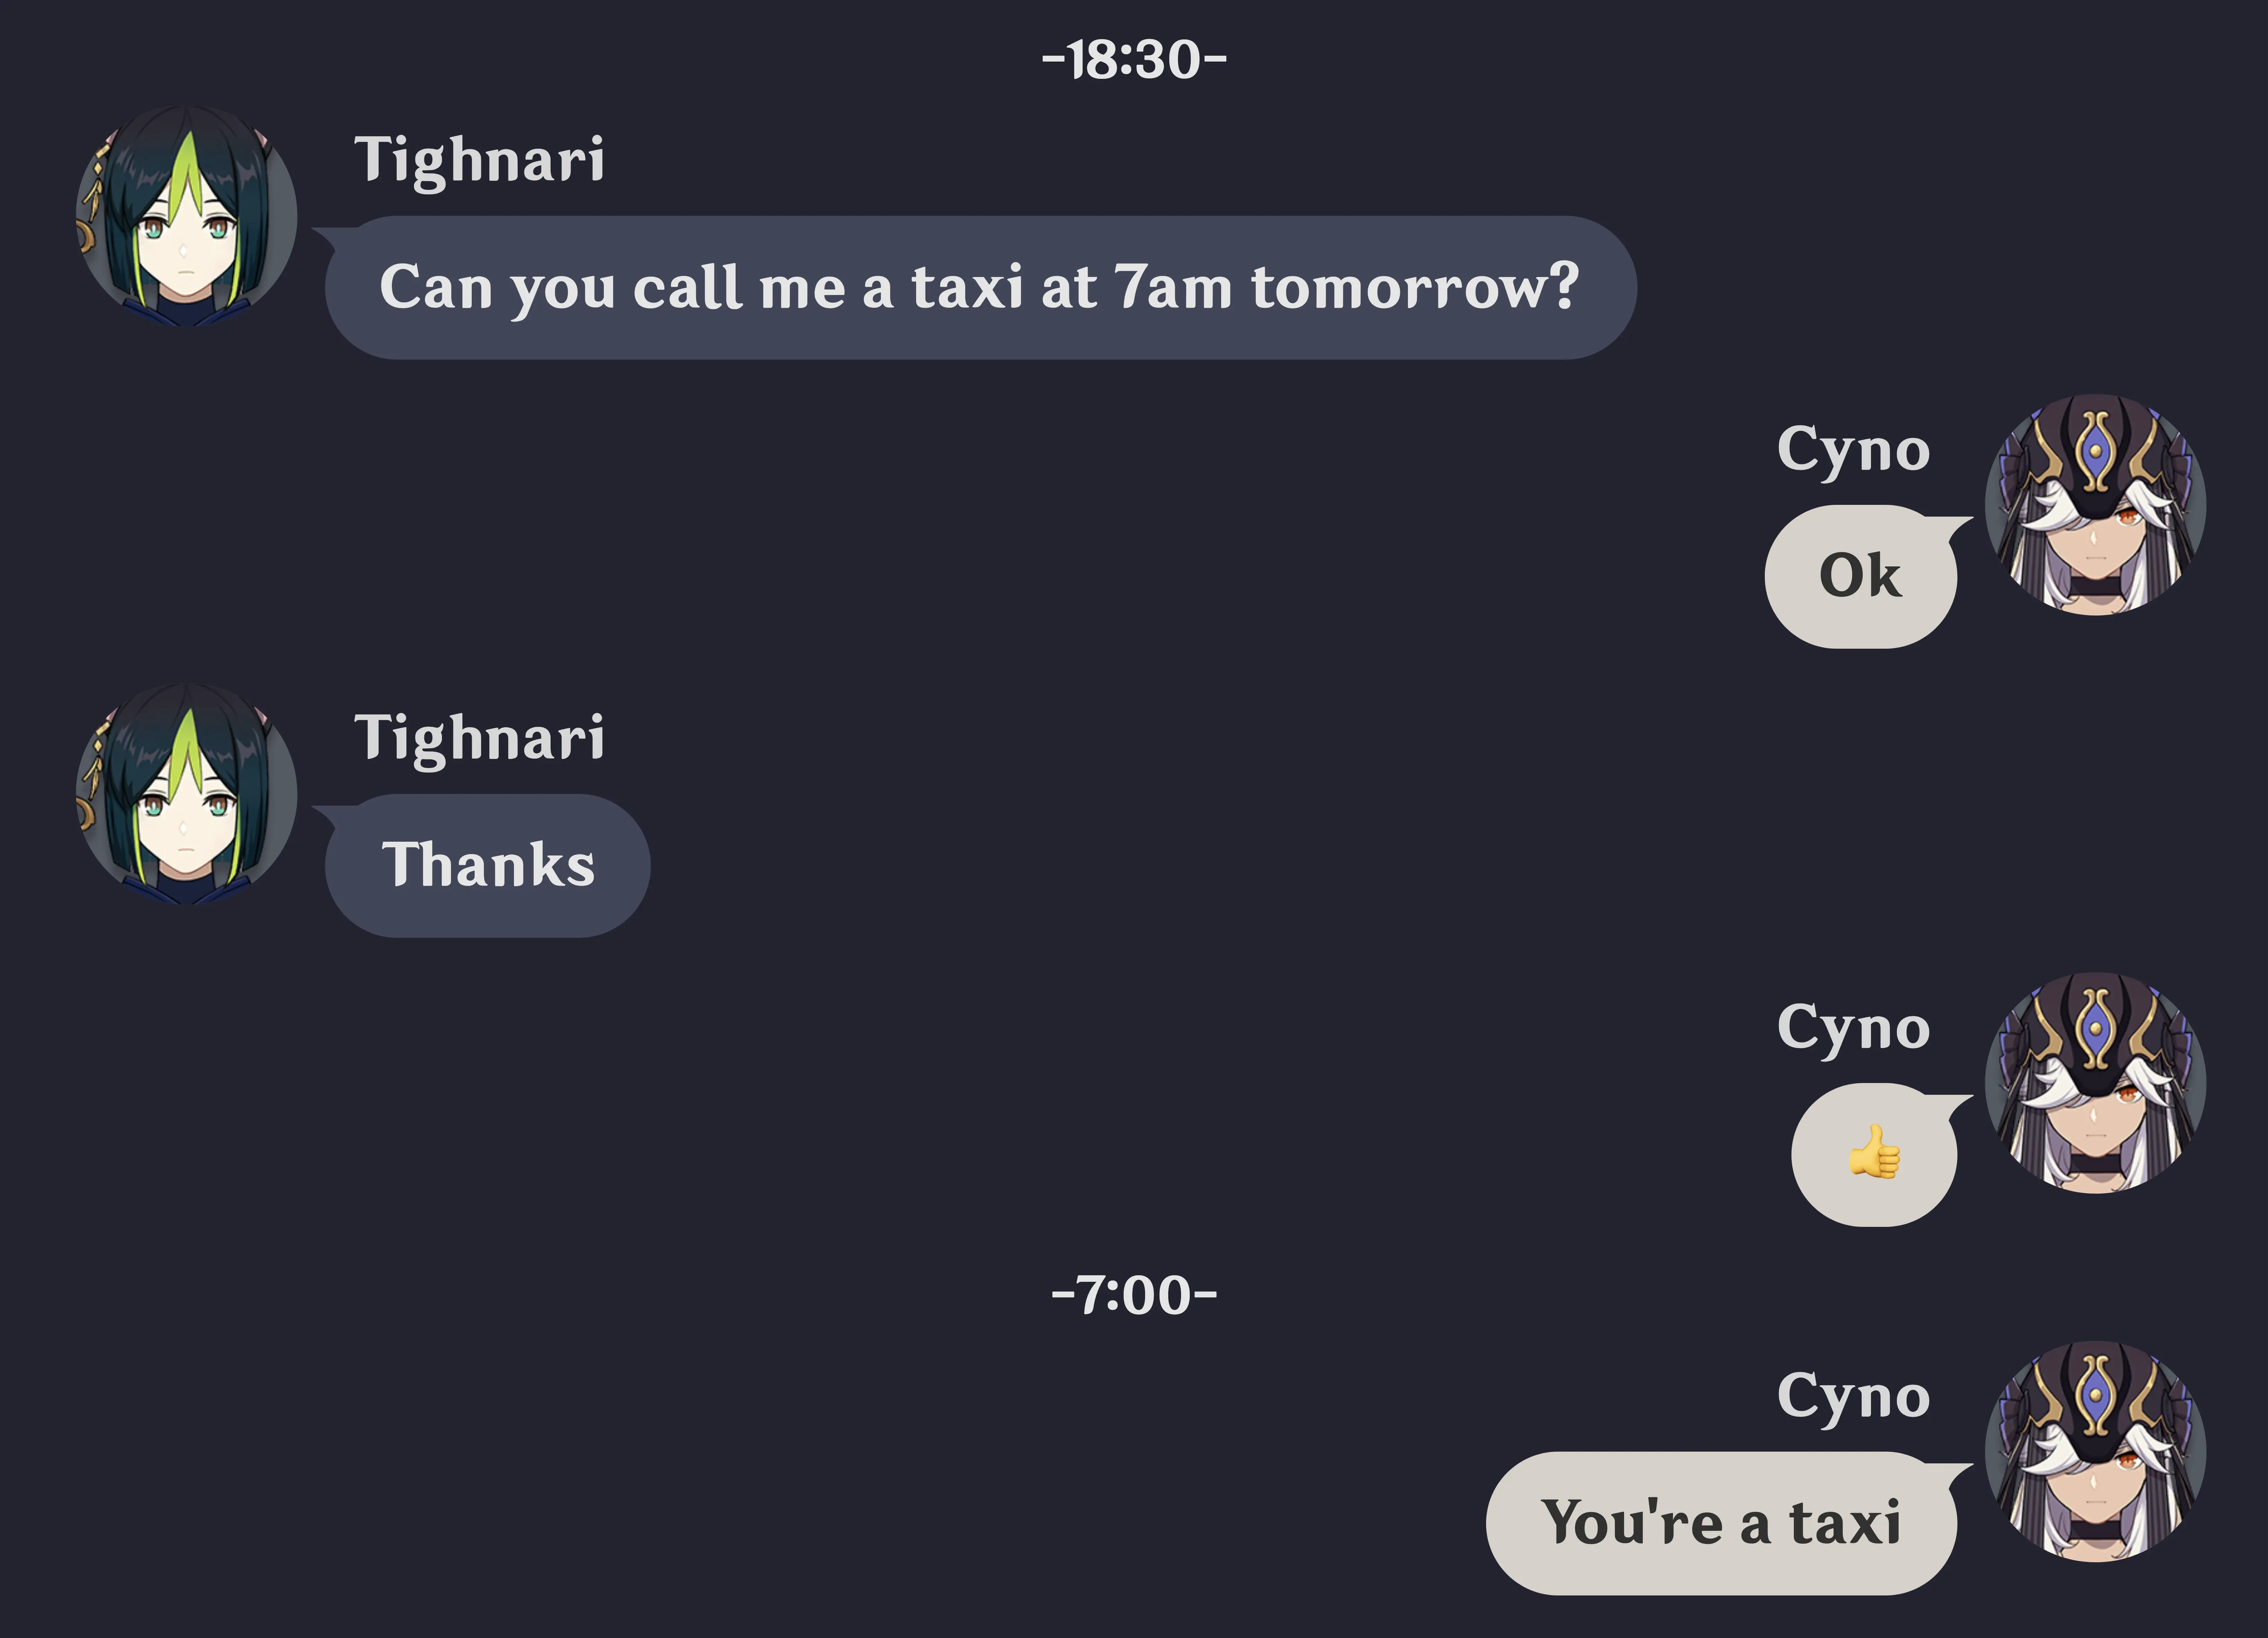 -18:30-
Tighnari
Can you call me a taxi at 7am tomorrow?
Cyno
Ok
Tighnari
Thanks
Cyno
👍
-7:00-
Cyno
You're a taxi